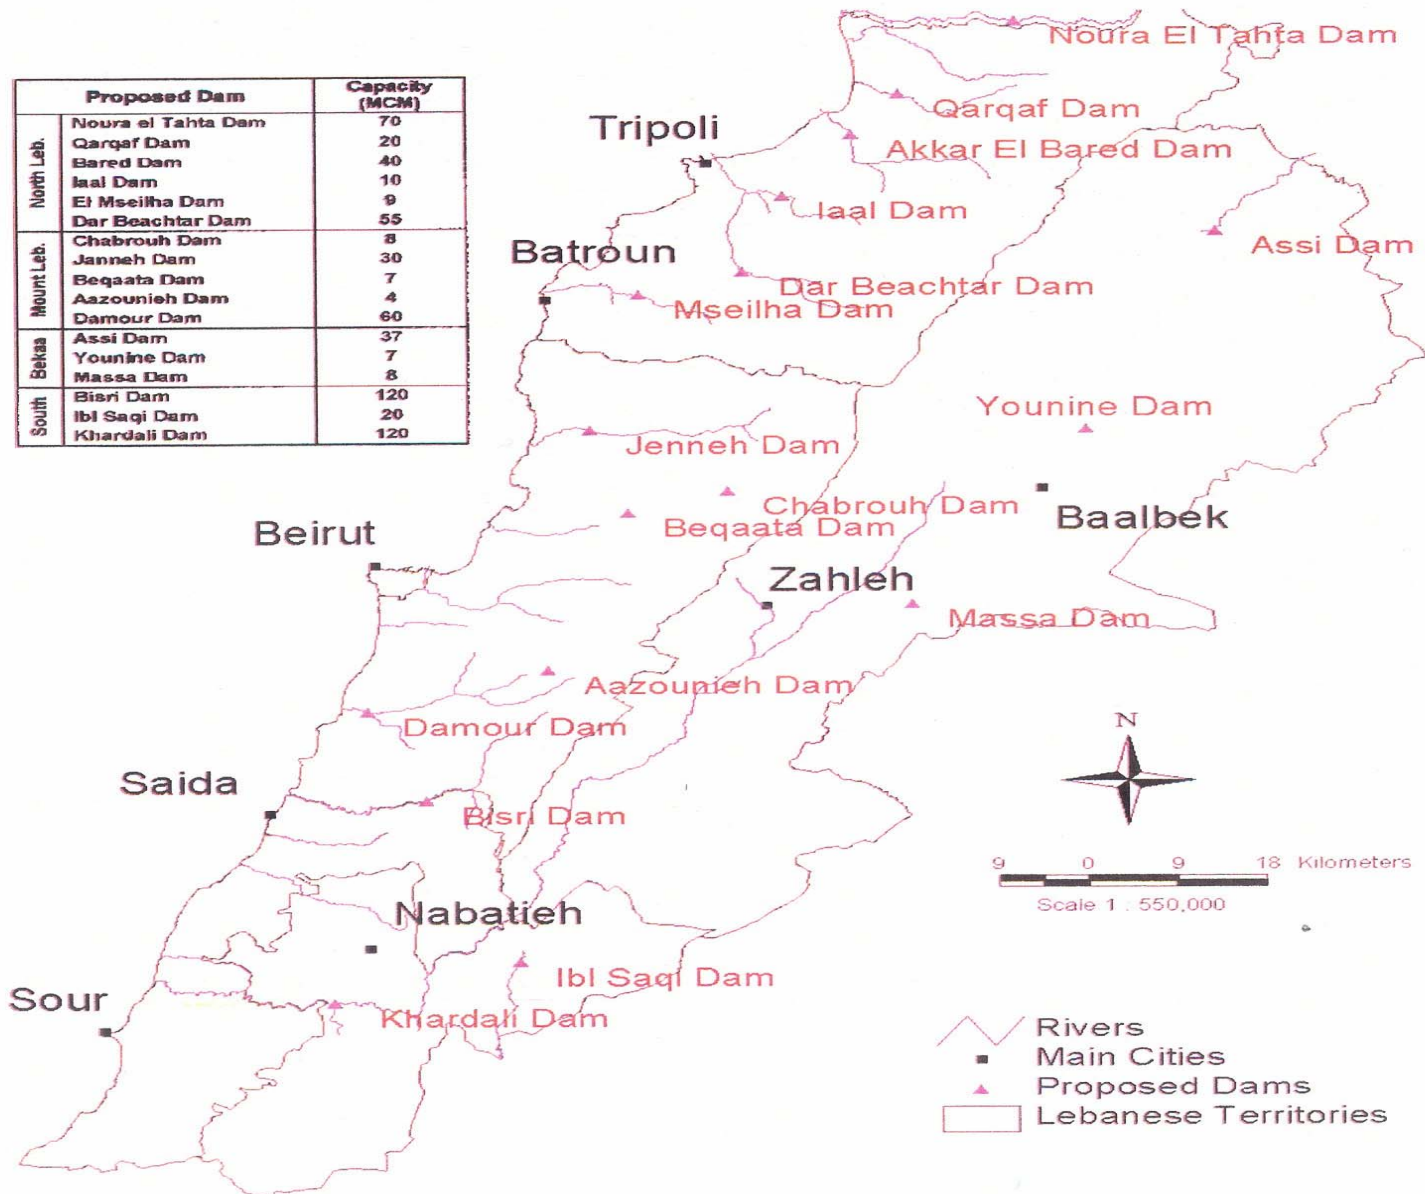 Proposed Dam Capacity (MCM)
North Leb.
Noura el Tahta Dam 70
Qarqaf Dam 20
Bared Dam 40
Iaal Dam 10
El Mseilha Dam 9
Dar Beachtar Dam 55
Mount Leb.
Chabrouh Dam 8
Janneh Dam 30
Beqaata Dam 7
Aazounieh Dam 4
Damour Dam 60
Bekaa
Assi Dam 37
Younine Dam 7
Massa Dam 8
South
Bisri Dam 120
Ibl Saqi Dam 20
Khardali Dam 120
Noura El Tahta Dam
Qarqaf Dam
Tripoli
Akkar El Bared Dam
Iaal Dam
Assi Dam
Batroun
Dar Beachtar Dam
Mseilha Dam
Younine Dam
Jenneh Dam
Chabrouh Dam
Beqaata Dam
Baalbek
Beirut
Zahleh
Massa Dam
Aazounieh Dam
Damour Dam
N
Saida
Bisri Dam
9 0 9 18 Kilometers
Scale 1 : 550,000
Nabatieh
Ibl Saqi Dam
Sour
Khardali Dam
Rivers
Main Cities
Proposed Dams
Lebanese Territories